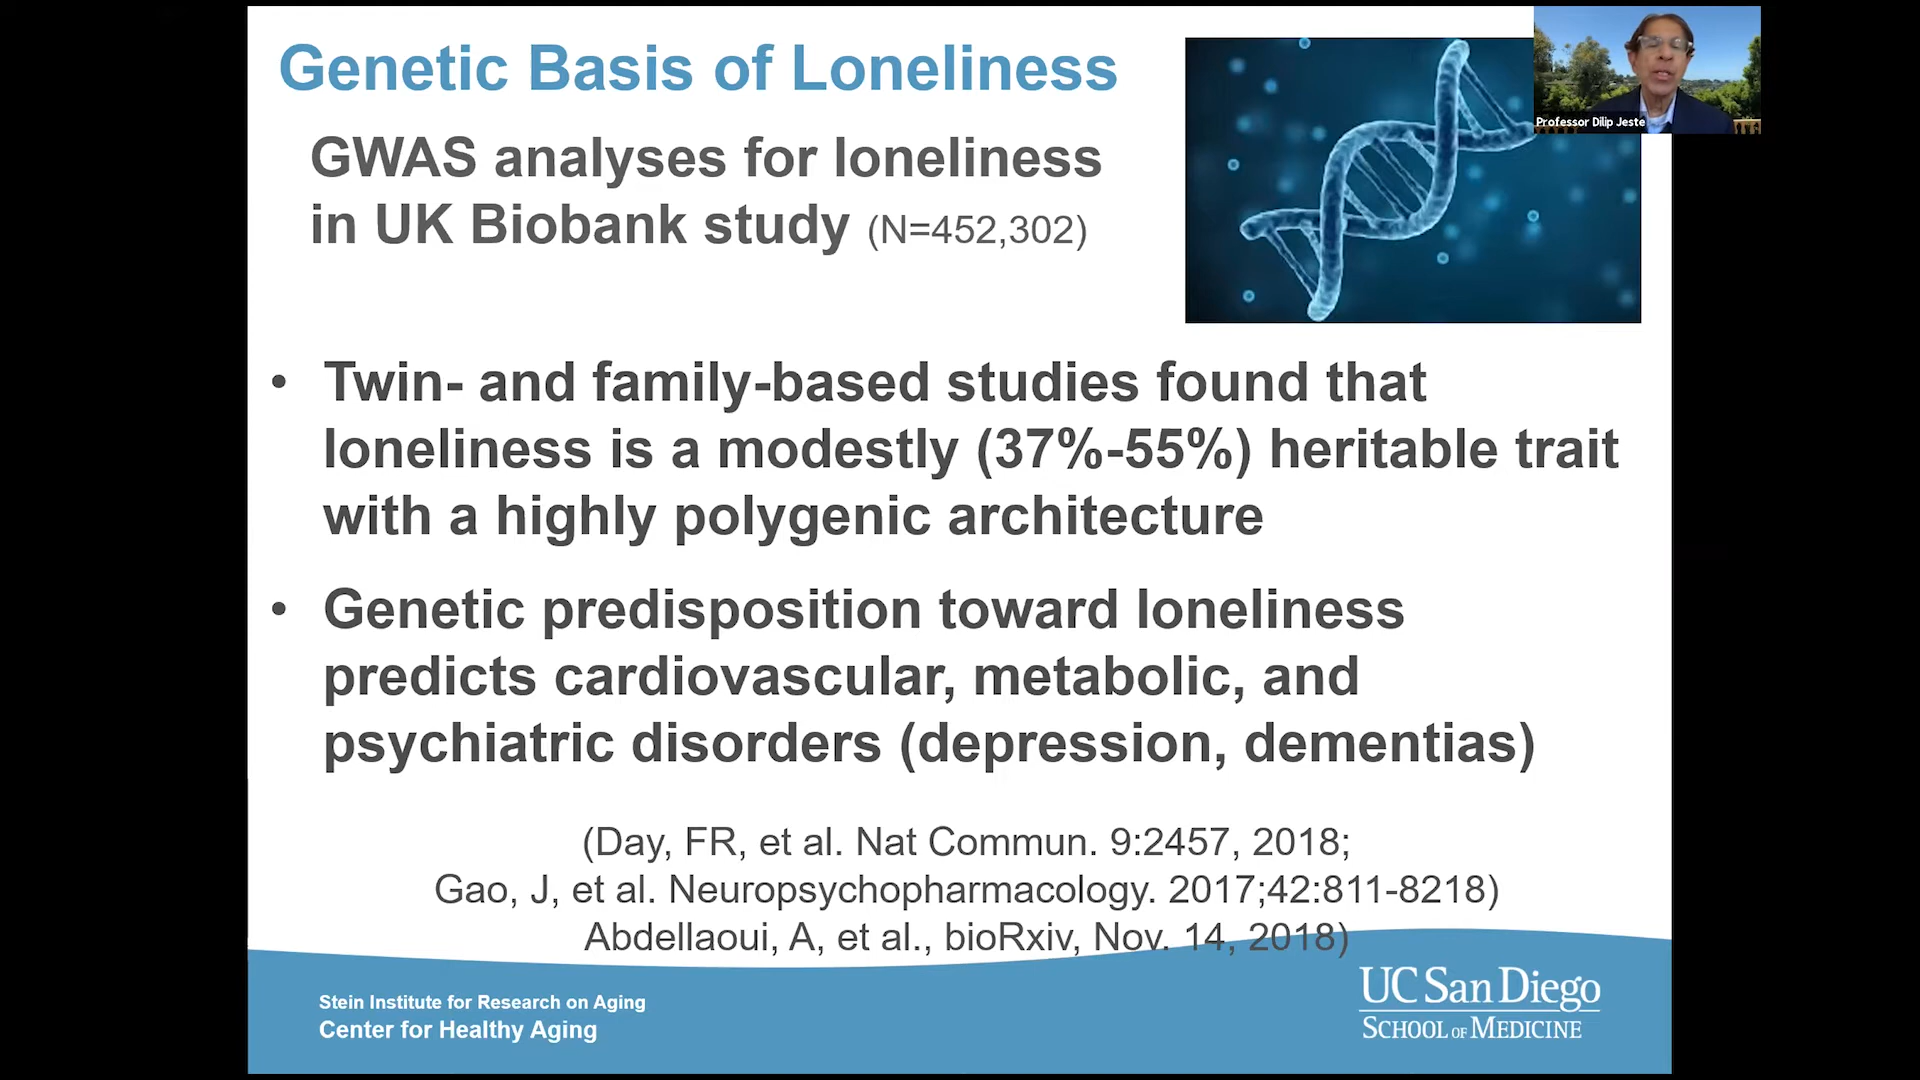 Genetic Basis of Loneliness
GWAS analyses for loneliness
in UK Biobank study (N=452,302)
Professor Dilip Jeste
• Twin- and family-based studies found that
loneliness is a modestly (37%-55%) heritable trait
with a highly polygenic architecture
• Genetic predisposition toward loneliness
predicts cardiovascular, metabolic, and
psychiatric disorders (depression, dementias)
(Day, FR, et al. Nat Commun. 9:2457, 2018;
Gao, J, et al. Neuropsychopharmacology. 2017;42:811-8218)
Abdellaoui, A, et al., bioRxiv, Nov. 14, 2018)
Stein Institute for Research on Aging
Center for Healthy Aging
UC San Diego
SCHOOL OF MEDICINE